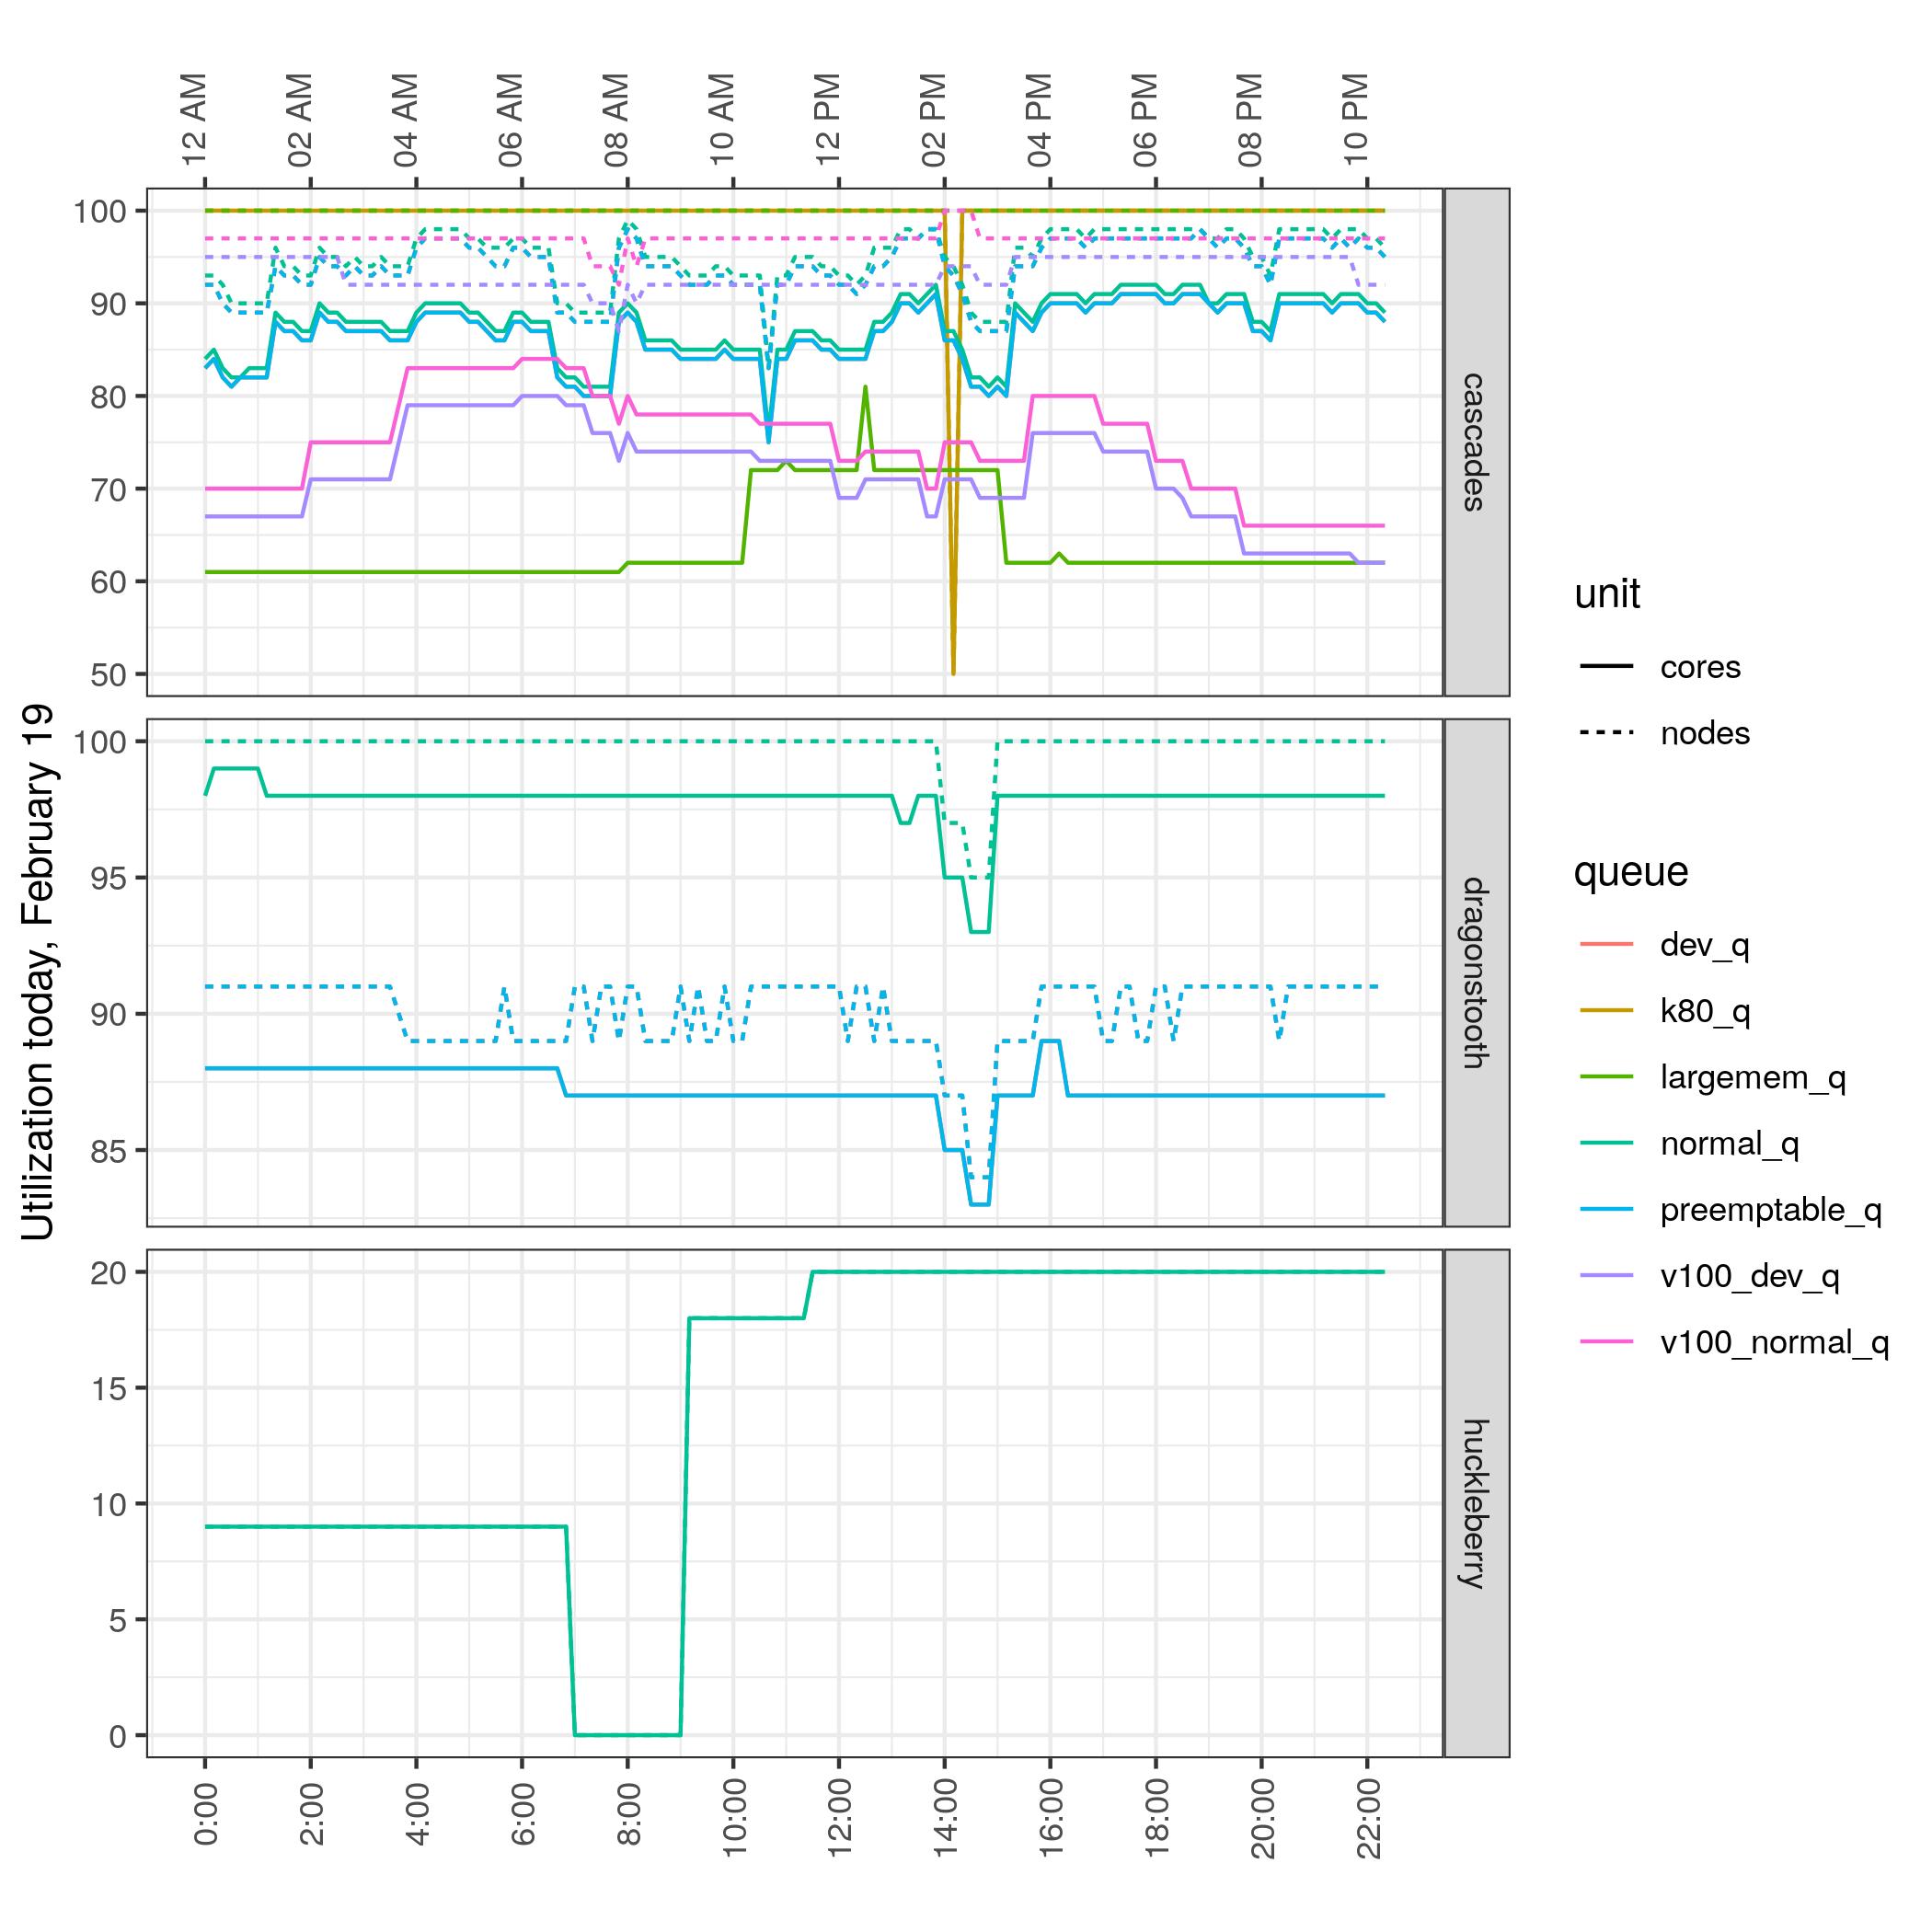 12 AM
02 AM
04 AM
06 AM
08 AM
10 AM
12 PM
02 PM
04 PM
06 PM
08 PM
10 PM
Utilization today, February 19
100
90
80
70
60
50
cascades
100
95
90
85
dragonstooth
20
15
10
5
0
huckleberry
0:00
2:00
4:00
6:00
8:00
10:00
12:00
14:00
16:00
18:00
20:00
22:00
unit
cores
nodes
queue
dev_q
k80_q
largemem_q
normal_q
preemptable_q
v100_dev_q
v100_normal_q